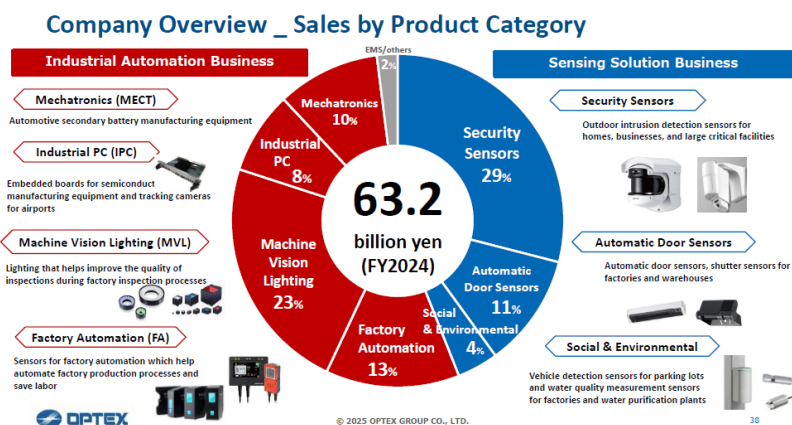 Company Overview _ Sales by Product Category
Industrial Automation Business
Mechatronics (MECT)
Automotive secondary battery manufacturing equipment
Industrial PC (IPC)
Embedded boards for semiconduct
manufacturing equipment and tracking cameras
for airports
Machine Vision Lighting (MVL)
Lighting that helps improve the quality of
inspections during factory inspection processes
Factory Automation (FA)
Sensors for factory automation which help
automate factory production processes and
save labor
EMS/others
2%
Mechatronics
10%
Industrial
PC
8%
Machine
Vision
Lighting
23%
Factory
Automation
13%
Social
& Environmental
4%
Automatic
Door Sensors
11%
Security
Sensors
29%
63.2
billion yen
(FY2024)
Sensing Solution Business
Security Sensors
Outdoor intrusion detection sensors for
homes, businesses, and large critical facilities
Automatic Door Sensors
Automatic door sensors, shutter sensors for
factories and warehouses
Social & Environmental
Vehicle detection sensors for parking lots
and water quality measurement sensors
for factories and water purification plants
OPTEX
© 2025 OPTEX GROUP CO., LTD.
38